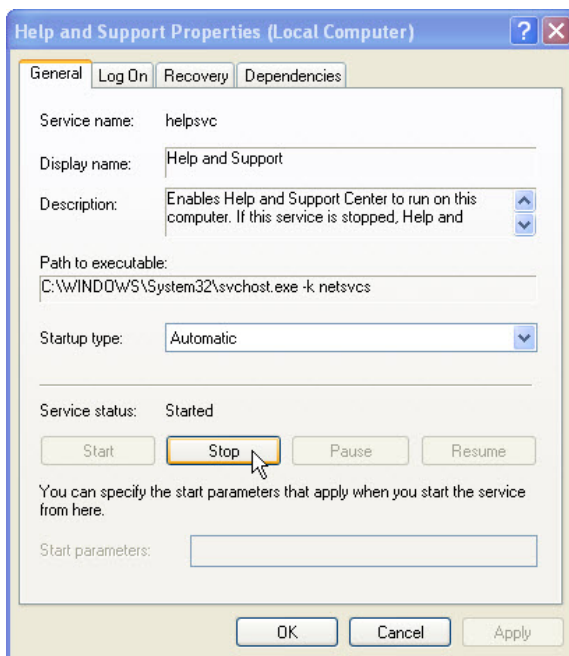 Help and Support Properties (Local Computer)
General Log On Recovery Dependencies
Service name: helpsvc
Display name: Help and Support
Description: Enables Help and Support Center to run on this
computer. If this service is stopped, Help and
Path to executable:
C:\WINDOWS\System32\svchost.exe -k netsvcs
Startup type: Automatic
Service status: Started
Start Stop Pause Resume
You can specify the start parameters that apply when you start the service
from here.
Start parameters:
OK Cancel Apply